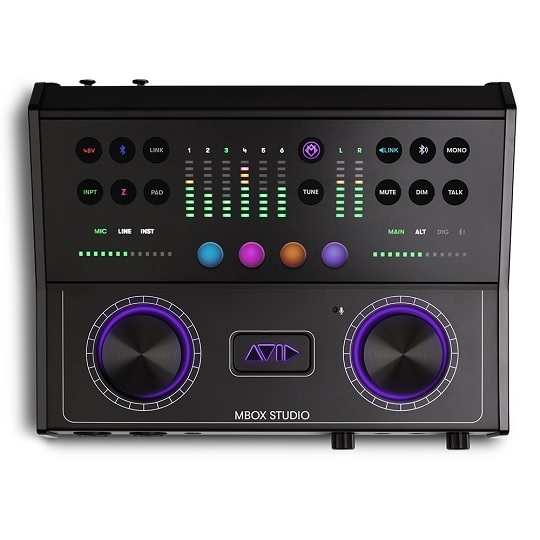 1 2 3 4 5 6 L R
48V LINK LINK MONO
INPT Z PAD TUNE MUTE DIM TALK
MIC LINE INST MAIN ALT DIG
AVID
MBOX STUDIO